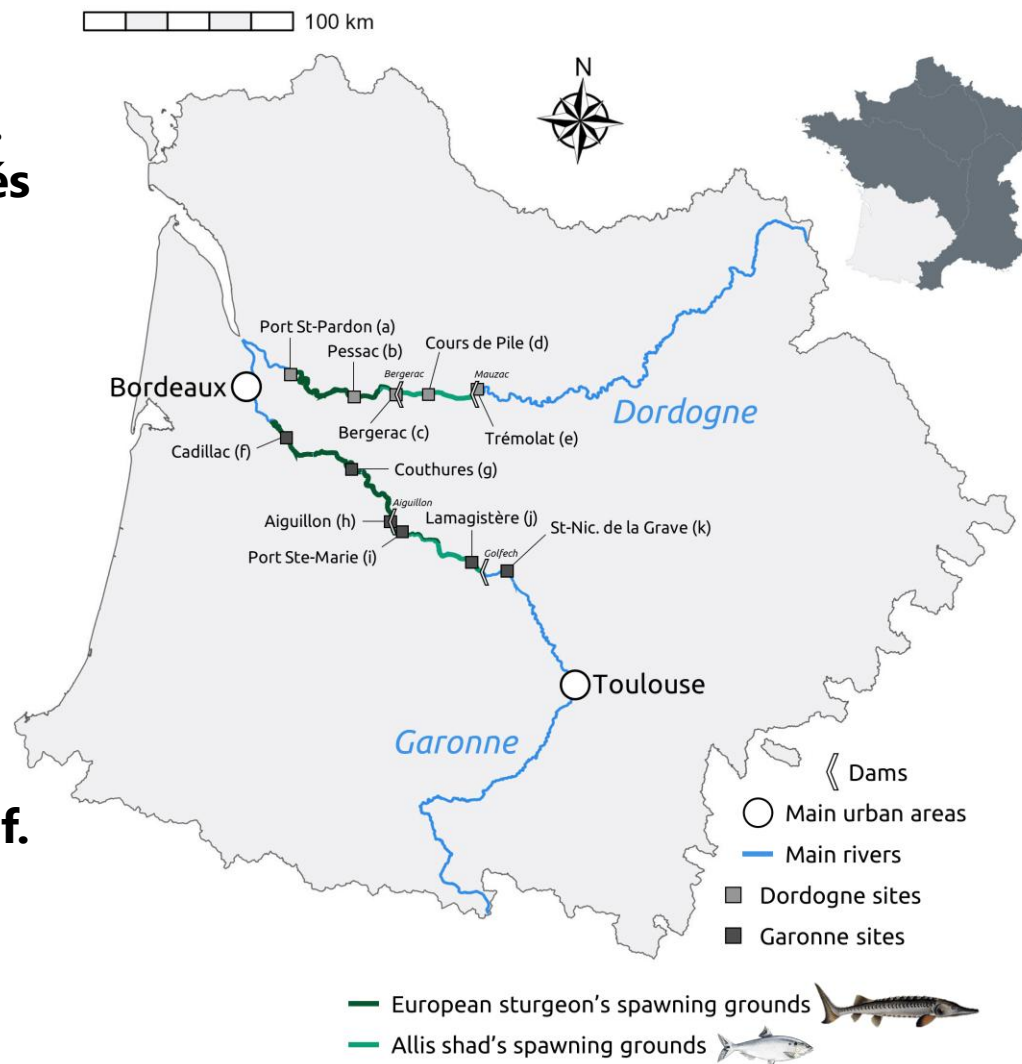 100 km
N
és
Port St-Pardon (a)
Pessac (b)
Bergerac
Cours de Pile (d)
Mauzac
Bordeaux
Dordogne
Bergerac (c)
Trémolat (e)
Cadillac (f)
Couthures (g)
Aiguillon
Aiguillon (h)
Lamagistère (j)
St-Nic. de la Grave (k)
Port Ste-Marie (i)
Golfech
Toulouse
Garonne
Dams
f.
Main urban areas
Main rivers
Dordogne sites
Garonne sites
European sturgeon's spawning grounds
Allis shad's spawning grounds